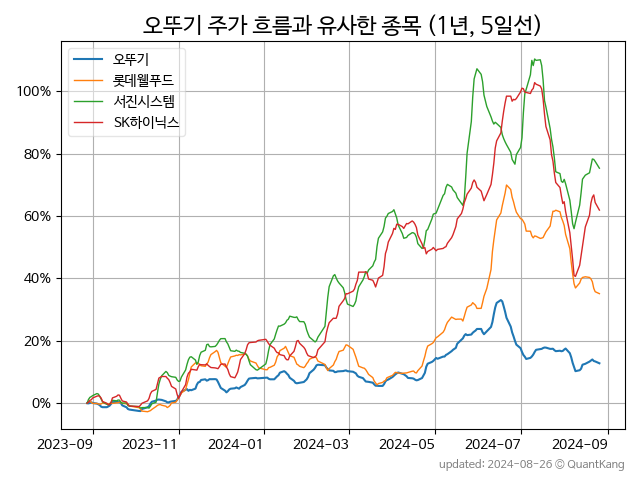 오뚜기 주가 흐름과 유사한 종목 (1년, 5일선)
오뚜기
롯데웰푸드
서진시스템
SK하이닉스
100%
80%
60%
40%
20%
0%
2023-09 2023-11 2024-01 2024-03 2024-05 2024-07 2024-09
updated: 2024-08-26 © QuantKang